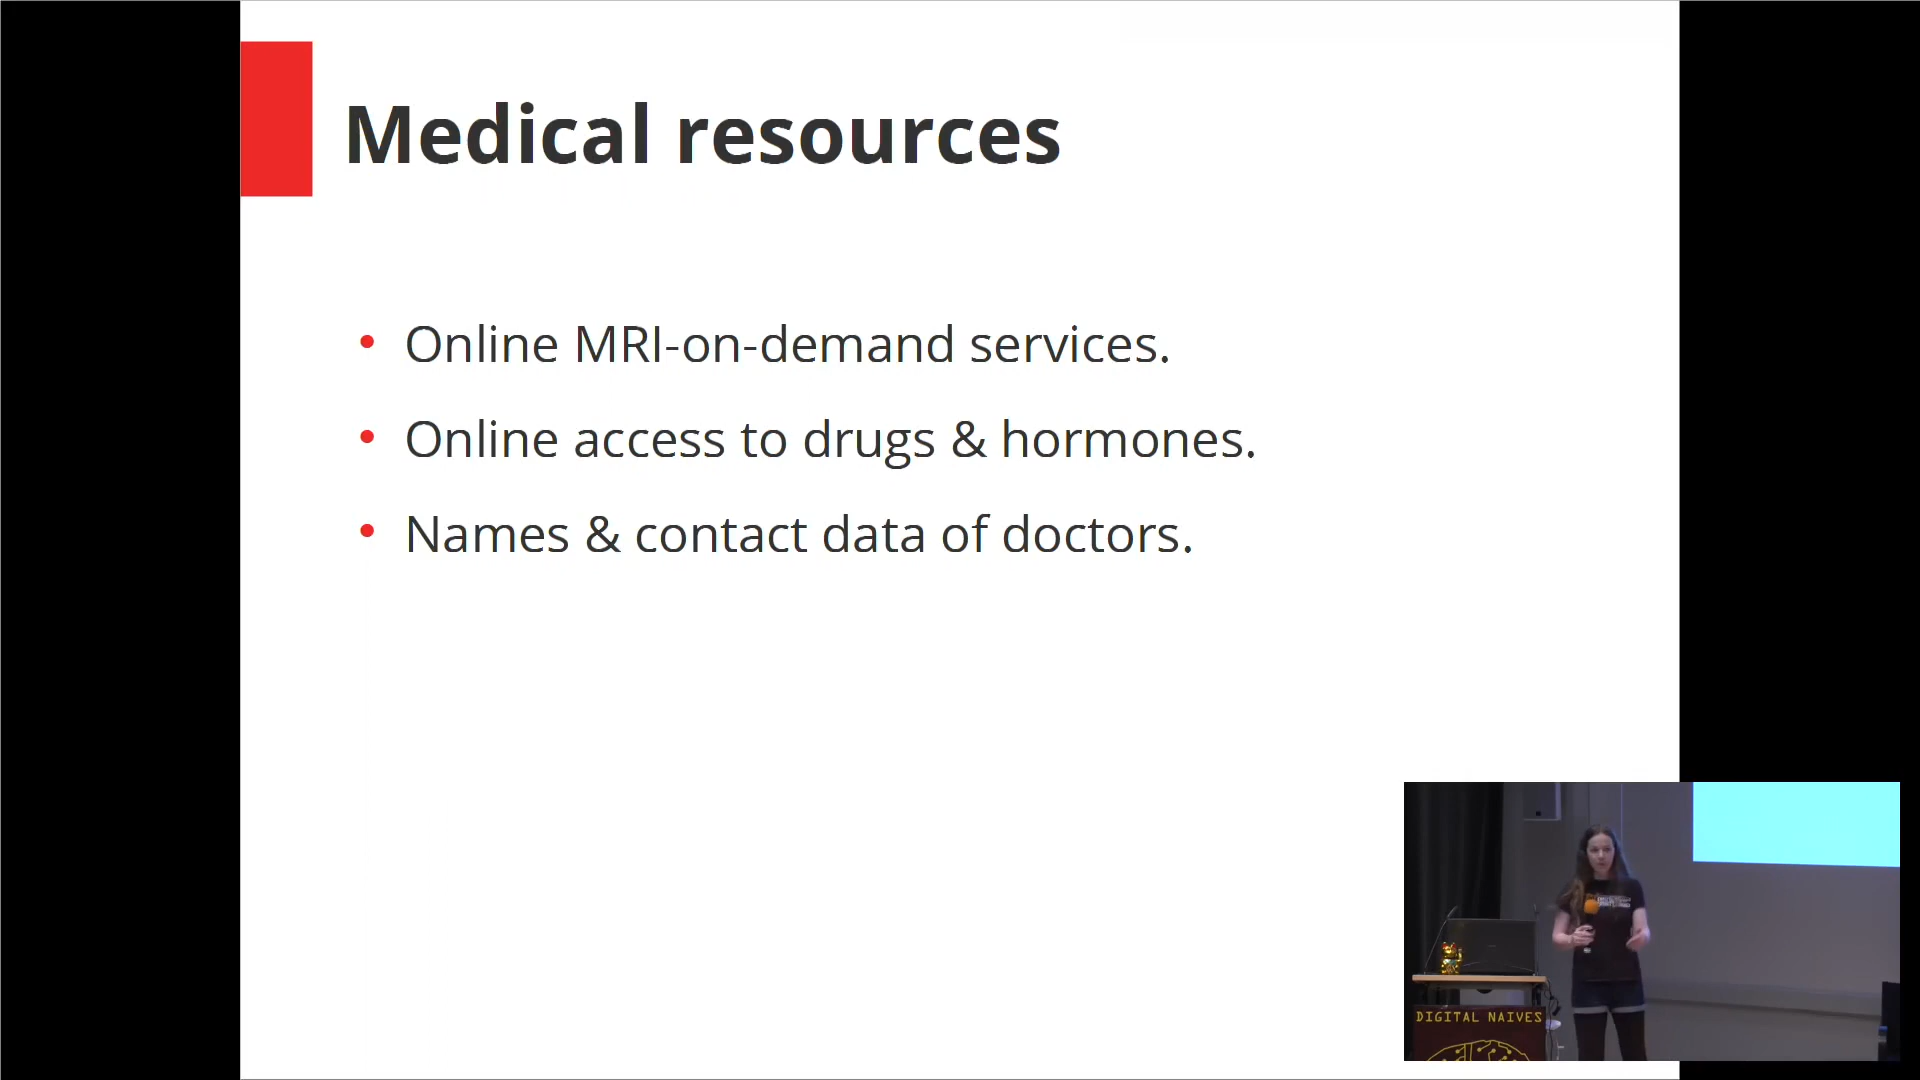 Medical resources
• Online MRI-on-demand services.
• Online access to drugs & hormones.
• Names & contact data of doctors.
DIGITAL NAIVES